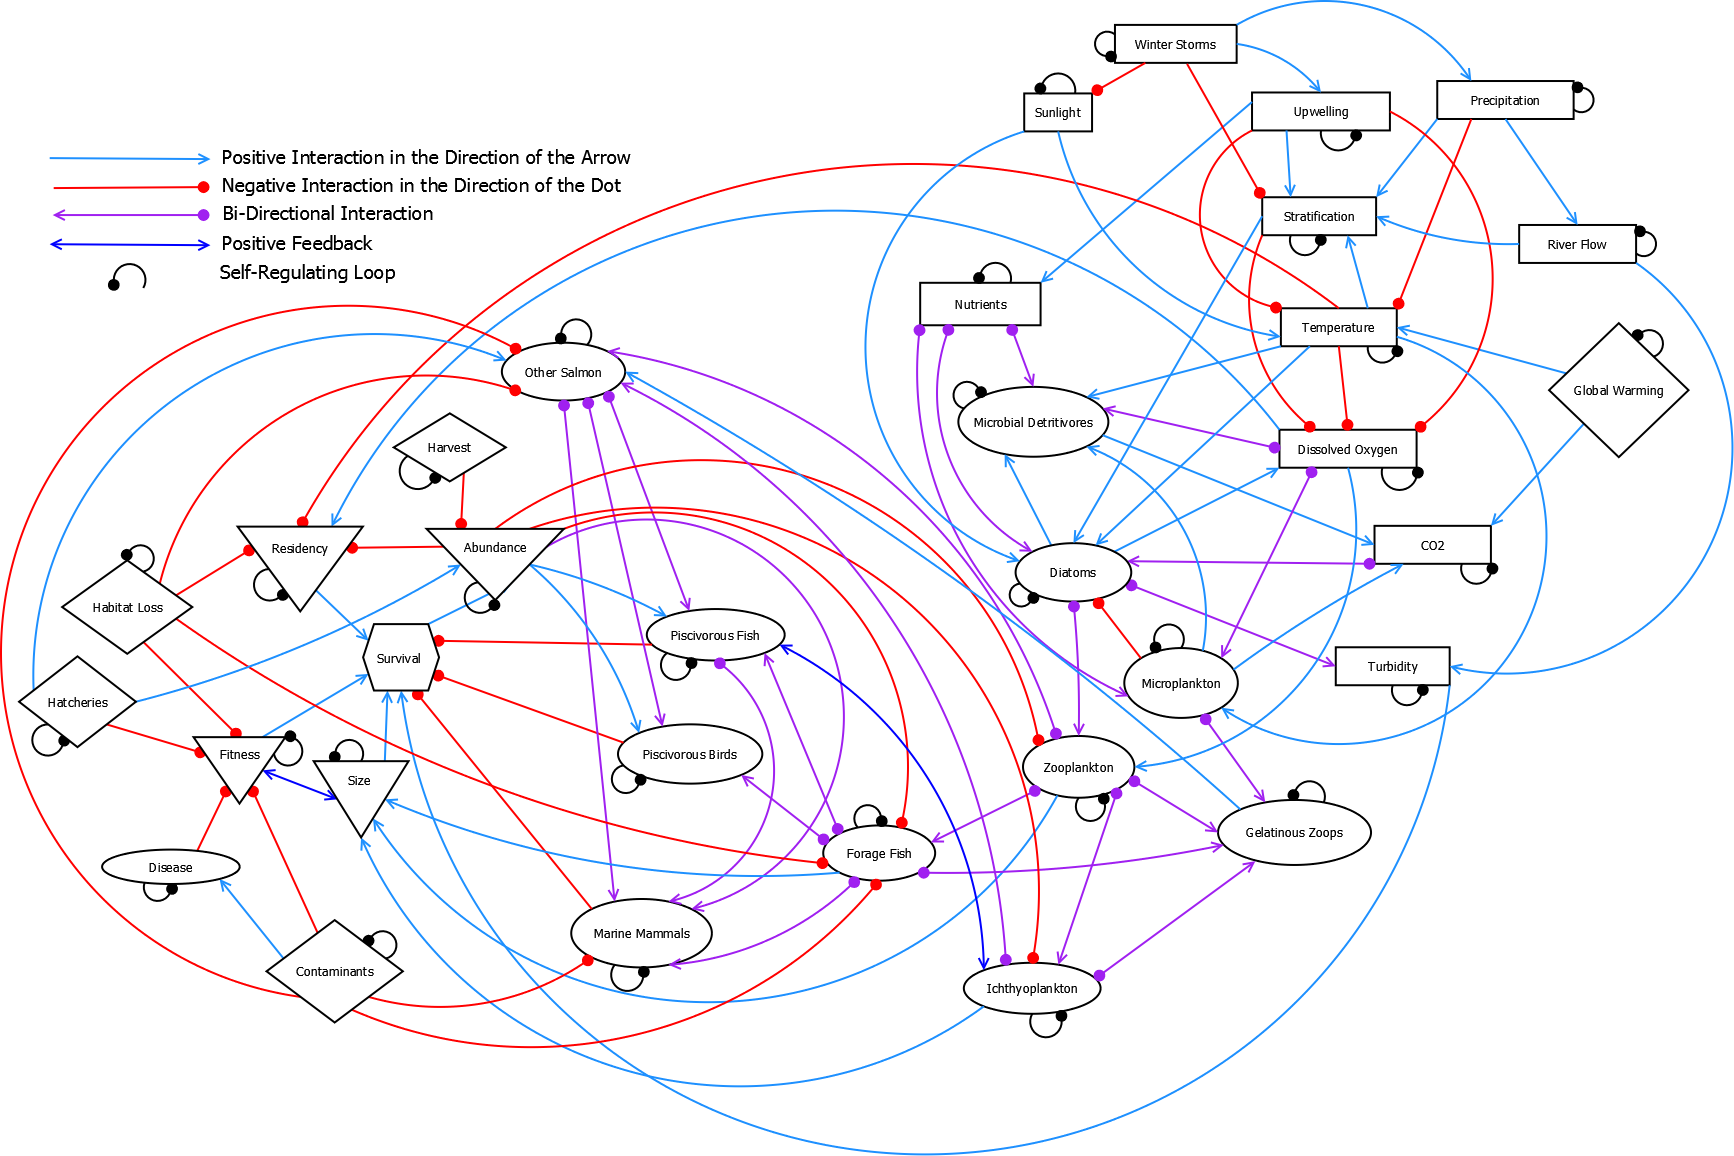 Winter Storms
Sunlight
Upwelling
Precipitation
Positive Interaction in the Direction of the Arrow
Negative Interaction in the Direction of the Dot
Bi-Directional Interaction
Positive Feedback
Self-Regulating Loop
Stratification
River Flow
Nutrients
Temperature
Other Salmon
Global Warming
Microbial Detritivores
Harvest
Dissolved Oxygen
Residency
Abundance
CO2
Diatoms
Habitat Loss
Piscivorous Fish
Survival
Turbidity
Microplankton
Hatcheries
Fitness
Piscivorous Birds
Zooplankton
Size
Gelatinous Zoops
Forage Fish
Disease
Marine Mammals
Contaminants
Ichthyoplankton